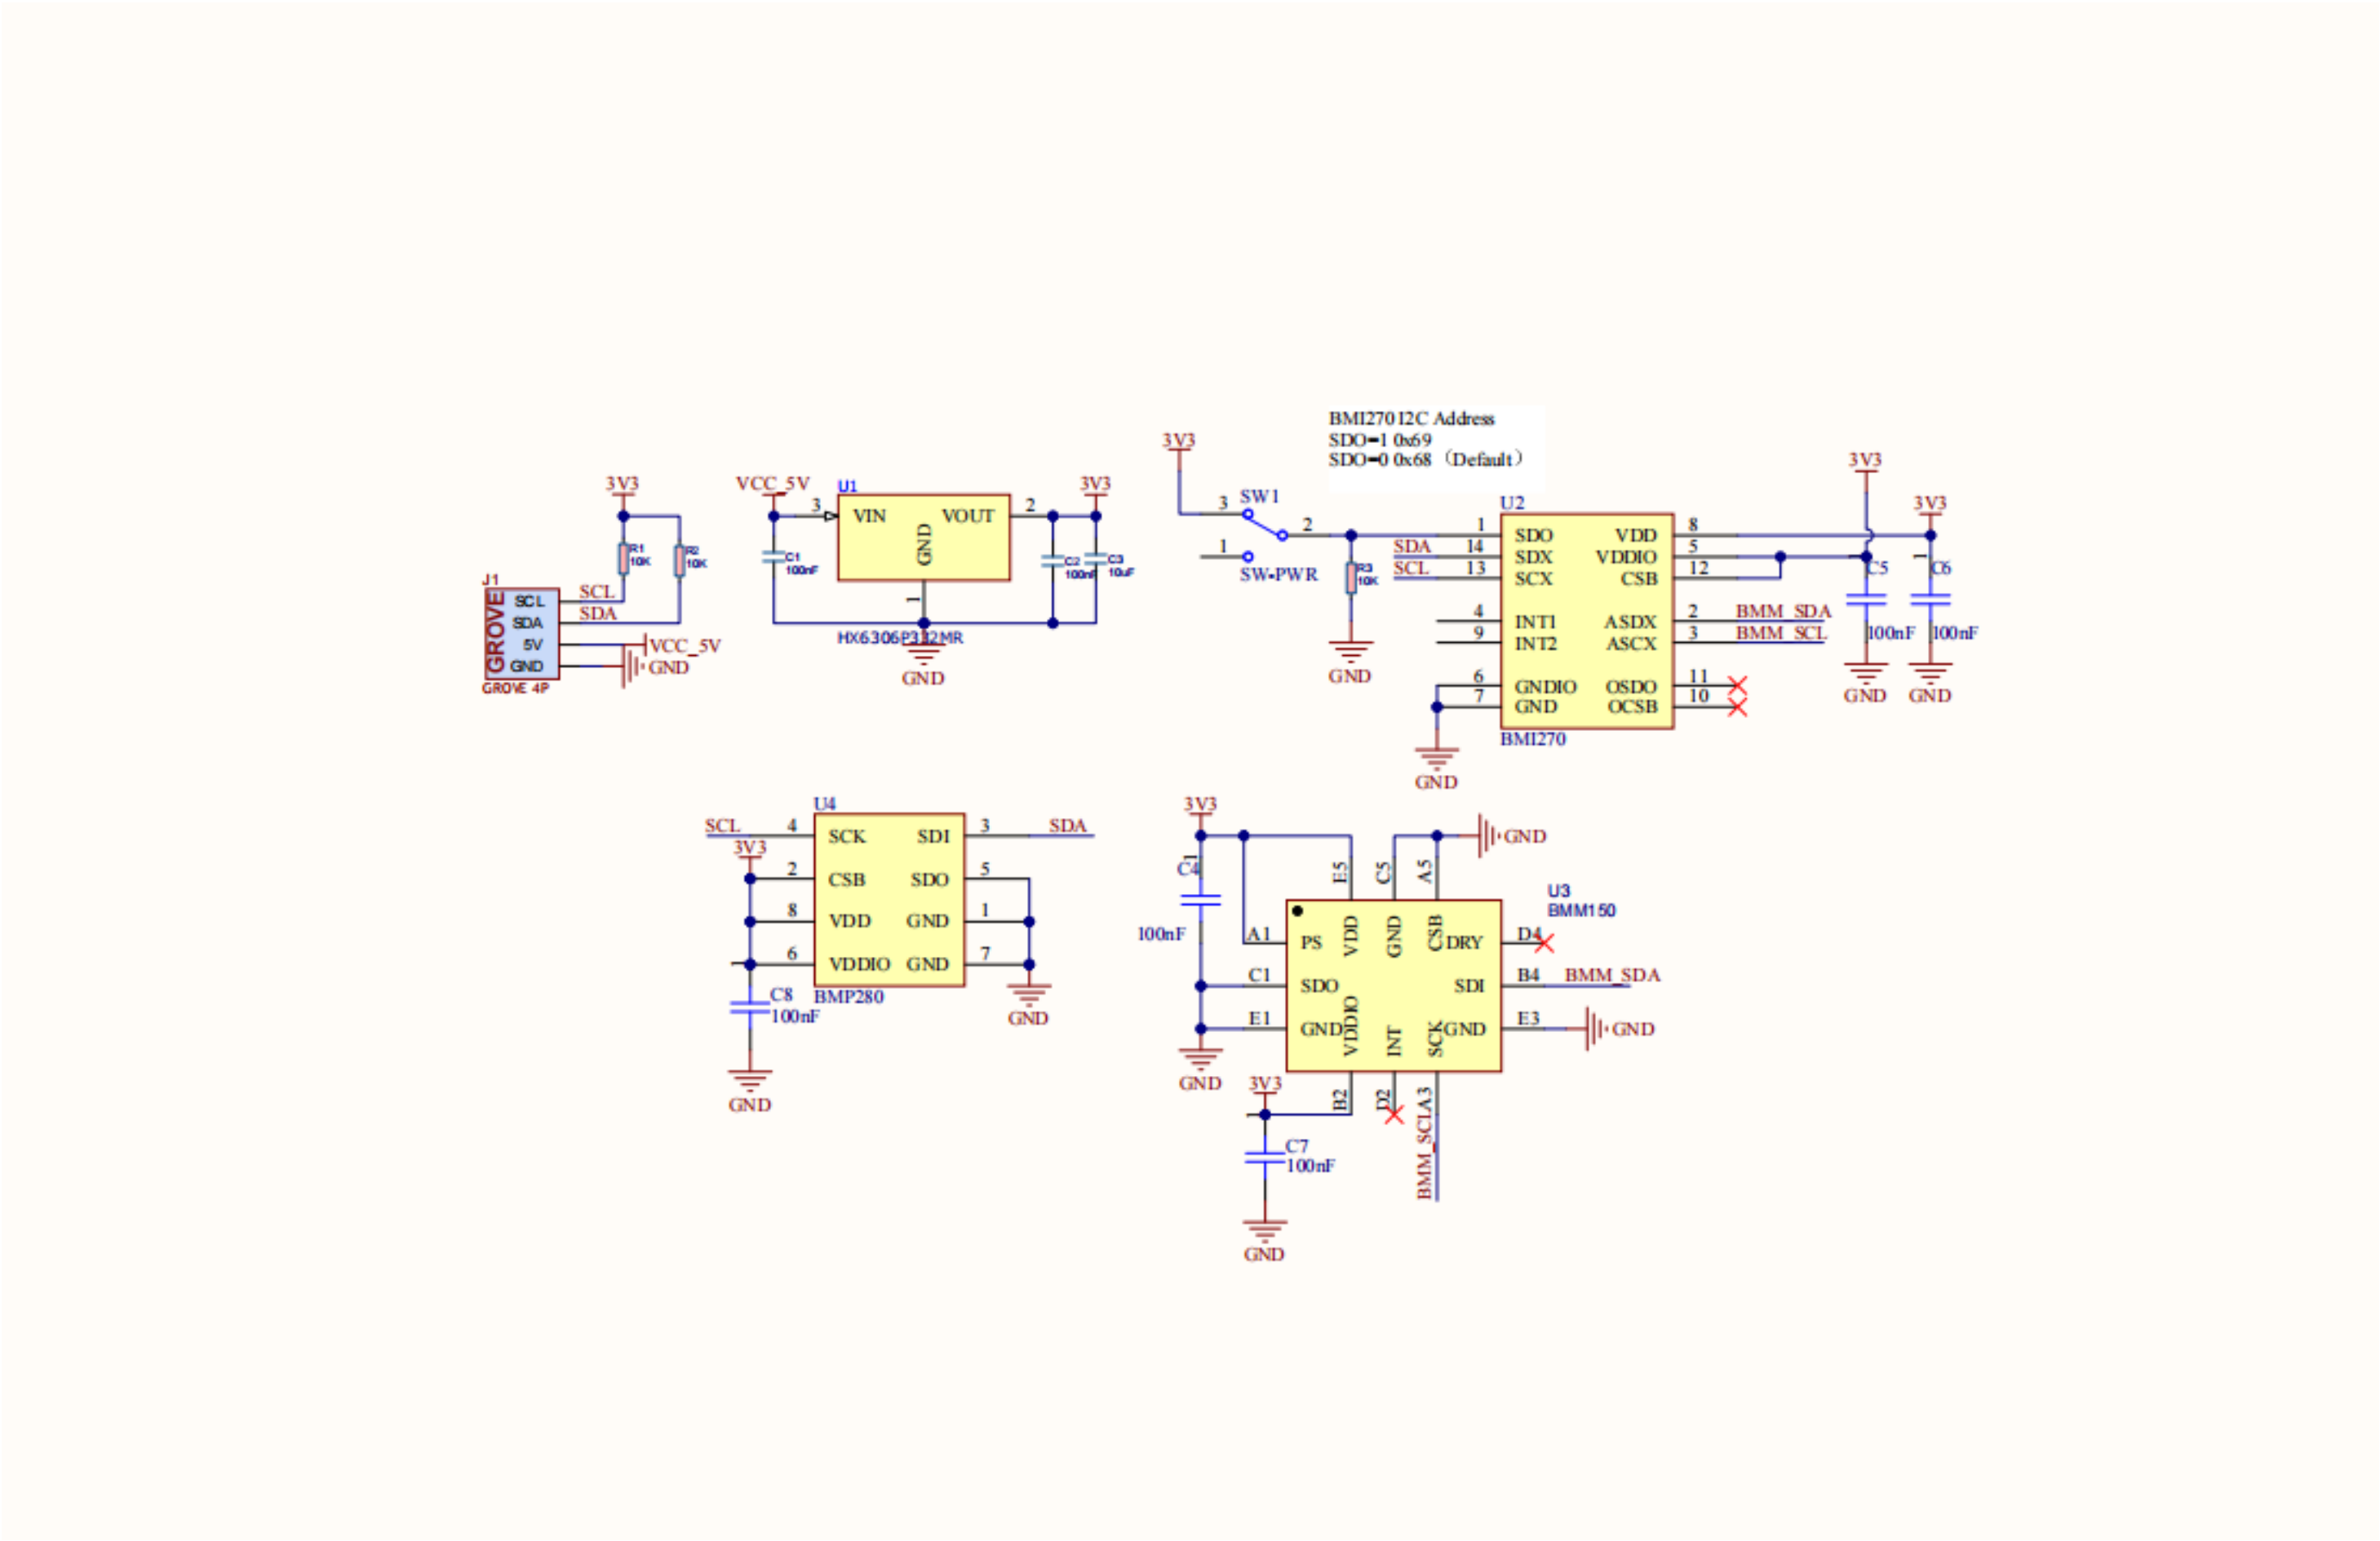 BMI270 I2C Address
SDO=1 0x69
SDO=0 0x68（Default）
3V3
R1
10K
R2
10K
J1
GROVE
SCL
SDA
5V
GND
SCL
SDA
VCC_5V
GND
GROVE 4P
VCC_5V
C1
100nF
3
U1
VIN
VOUT
GND
1
2
HX6306P332MR
GND
3V3
C2
100nF
C3
10uF
3V3
3
SW1
2
1
SW-PWR
R3
10K
GND
SDA
SCL
U2
1
SDO
14
SDX
13
SCX
4
INT1
9
INT2
6
GNDIO
7
GND
VDD
8
VDDIO
5
CSB
12
ASDX
2
BMM_SDA
ASCX
3
BMM_SCL
OSDO
11
OCSB
10
BMI270
GND
3V3
1
C5
100nF
GND
3V3
1
C6
100nF
GND
U4
SCL
4
SCK
SDI
3
SDA
3V3
2
CSB
SDO
5
8
VDD
GND
1
6
VDDIO
GND
7
1
C8
100nF
BMP280
GND
GND
3V3
1
C4
100nF
GND
E5
C5
A5
GND
U3
BMM150
A1
PS
VDD
GND
CSB
DRY
D4
C1
SDO
SDI
B4
BMM_SDA
E1
GND
VDDIO
INT
SCK
GND
E3
GND
3V3
1
B2
D2
A3
BMM_SCL
C7
100nF
GND